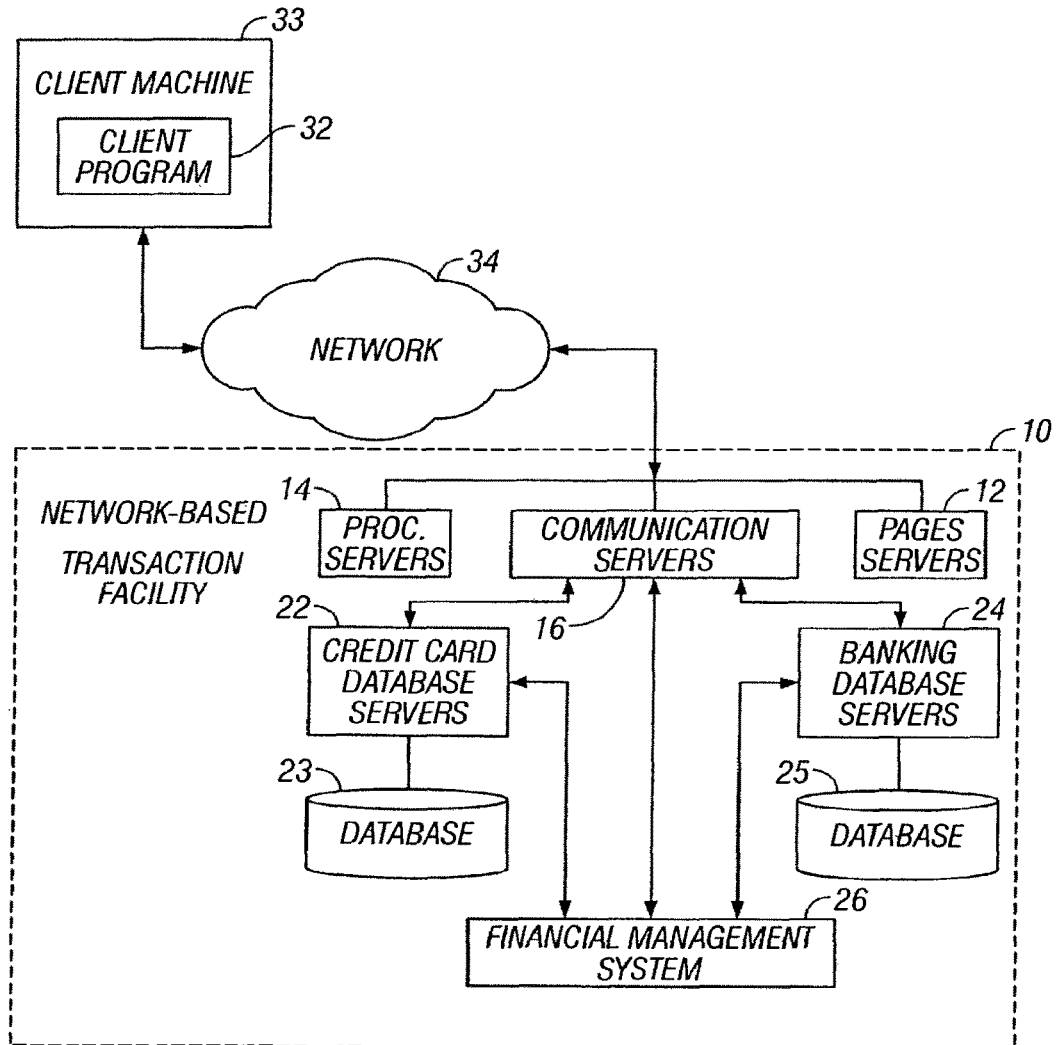 33
CLIENT MACHINE
32
CLIENT
PROGRAM
34
NETWORK
10
NETWORK-BASED
TRANSACTION
FACILITY
14
PROC.
SERVERS
COMMUNICATION
SERVERS
12
PAGES
SERVERS
16
22
CREDIT CARD
DATABASE
SERVERS
24
BANKING
DATABASE
SERVERS
23
DATABASE
25
DATABASE
26
FINANCIAL MANAGEMENT
SYSTEM